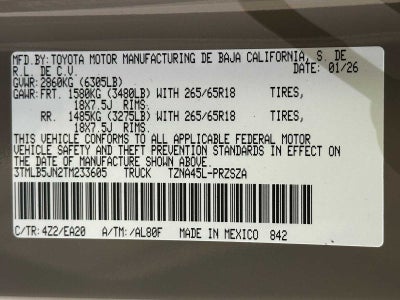 MFD.BY:TOYOTA MOTOR MANUFACTURING DE BAJA CALIFORNIA, S. DE
R.L. DE C.V. DATE: 01/26
GVWR:2860KG (6305LB)
GAWR:FRT. 1580KG (3480LB) WITH 265/65R18 TIRES,
18X7.5J RIMS.
RR. 1485KG (3275LB) WITH 265/65R18 TIRES,
18X7.5J RIMS.
THIS VEHICLE CONFORMS TO ALL APPLICABLE FEDERAL MOTOR
VEHICLE SAFETY AND THEFT PREVENTION STANDARDS IN EFFECT ON
THE DATE OF MANUFACTURE SHOWN ABOVE.
3TMLB5JN2TM233605 TRUCK TZNA45L-PRZSZA
C/TR:4Z2/EA20 A/TM:/AL80F MADE IN MEXICO 842